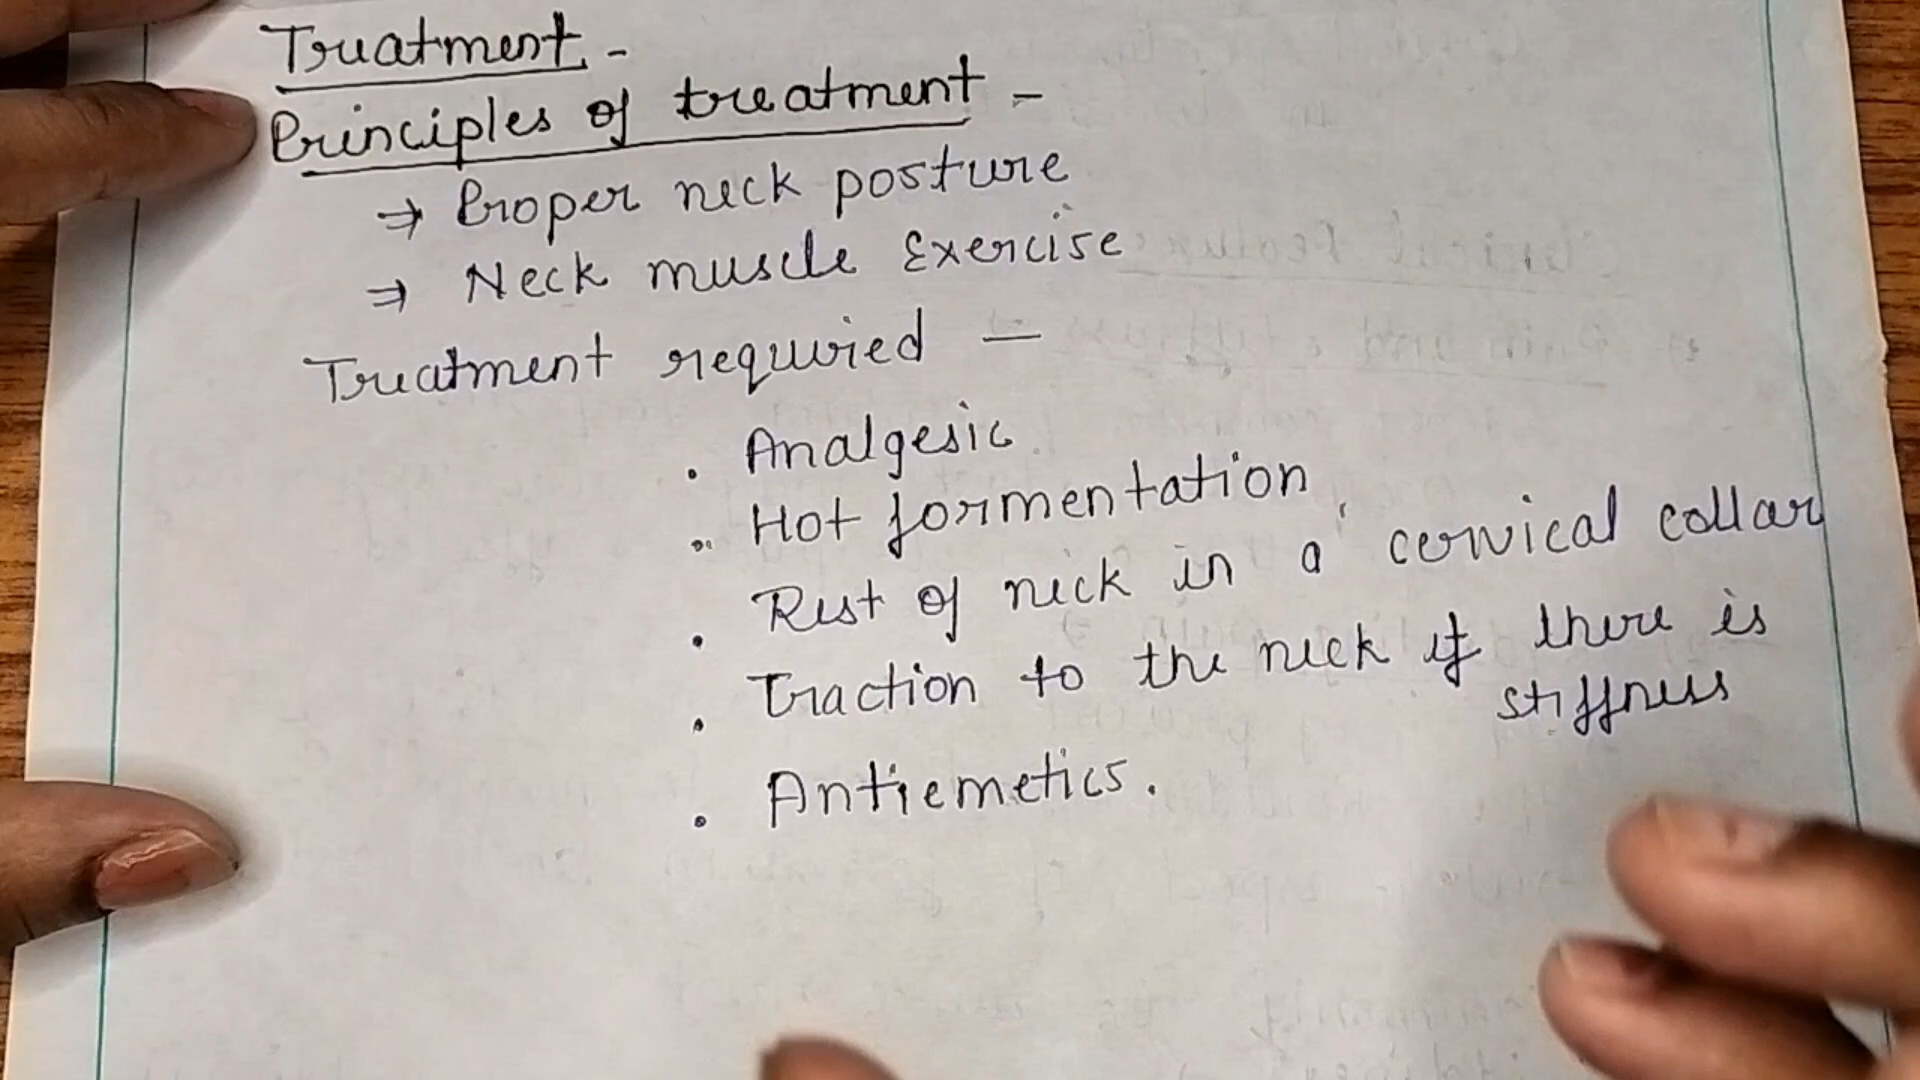 Treatment -
Principles of treatment -
⇒ Proper neck posture
⇒ Neck muscle Exercise
Treatment requried —
. Analgesic
. Hot formentation
. Rest of neck in a cervical collar
. Traction to the neck if there is
stiffness
. Antiemetics.